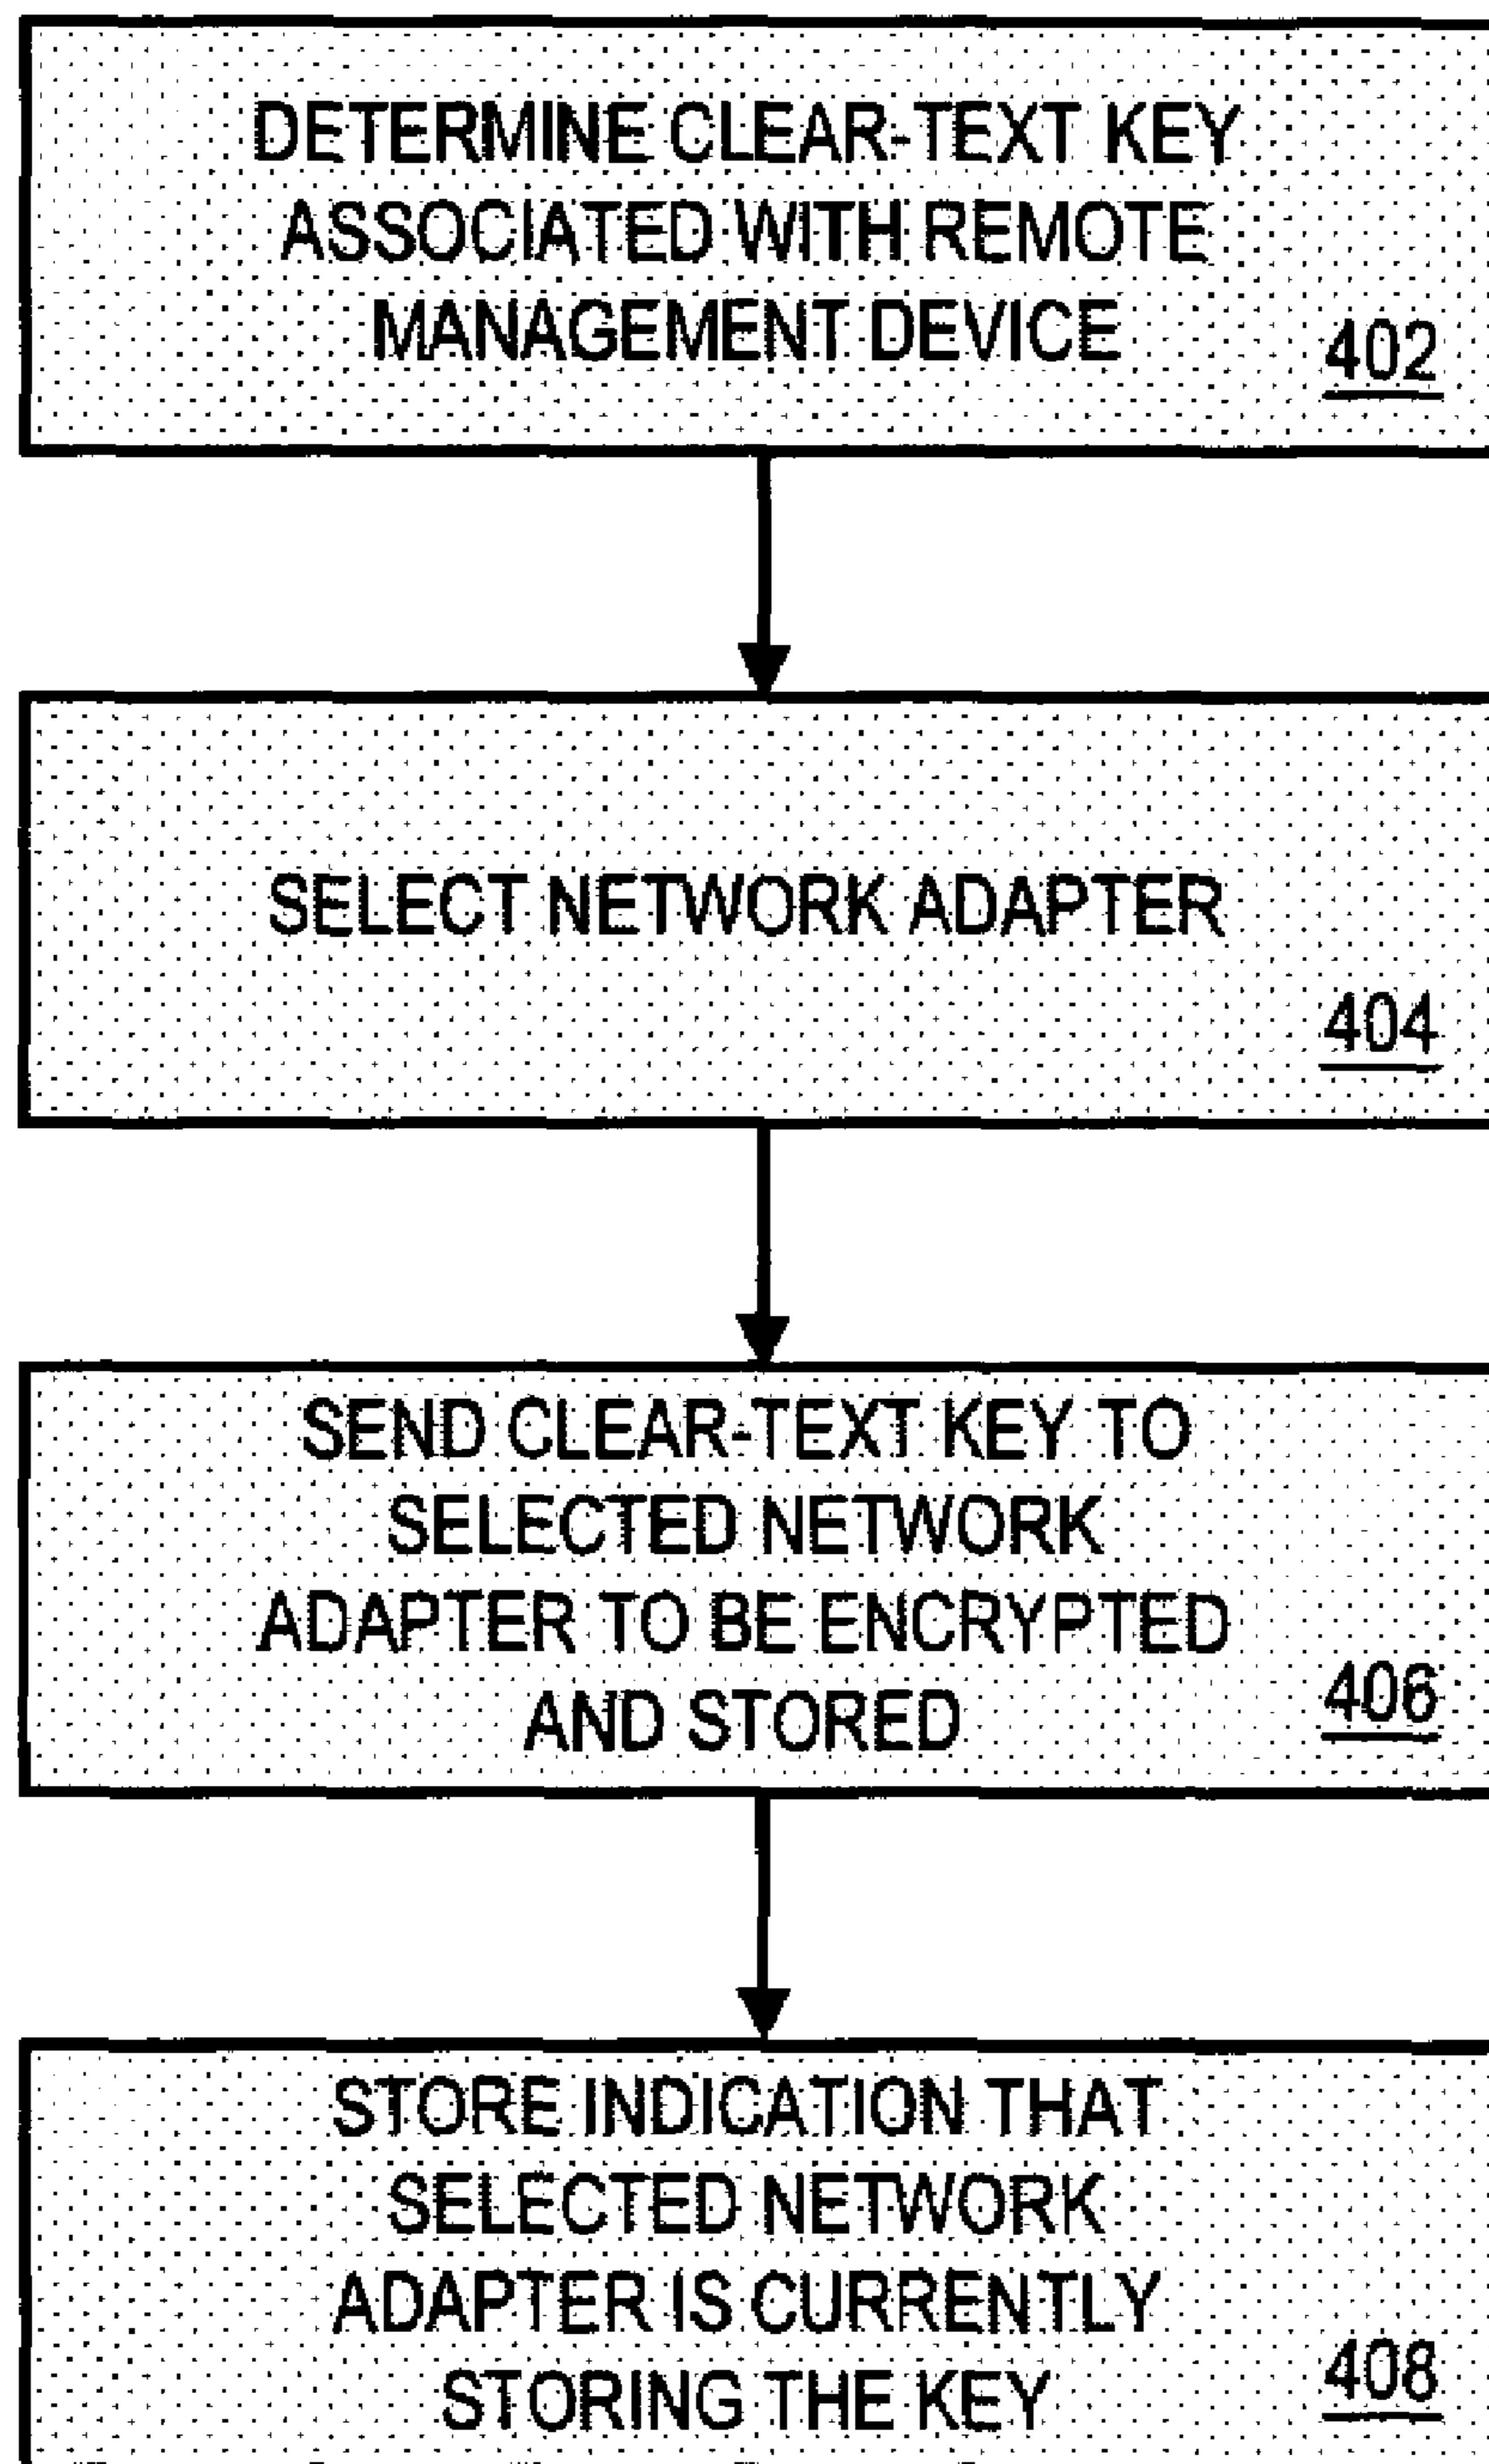 DETERMINE CLEAR-TEXT KEY
ASSOCIATED WITH REMOTE
MANAGEMENT DEVICE
402
SELECT NETWORK ADAPTER
404
SEND CLEAR-TEXT KEY TO
SELECTED NETWORK
ADAPTER TO BE ENCRYPTED
AND STORED
406
STORE INDICATION THAT
SELECTED NETWORK
ADAPTER IS CURRENTLY
STORING THE KEY
408